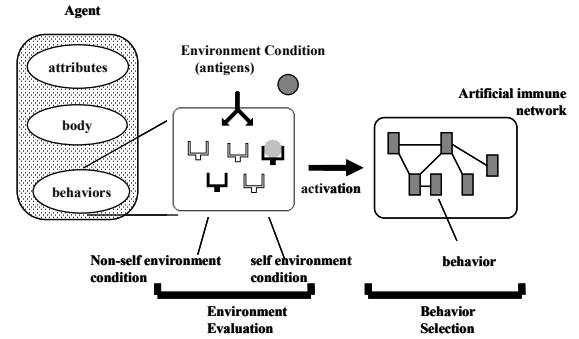 Agent
attributes
body
behaviors
Environment Condition
(antigens)
activation
Artificial immune
network
Non-self environment
condition
self environment
condition
behavior
Environment
Evaluation
Behavior
Selection